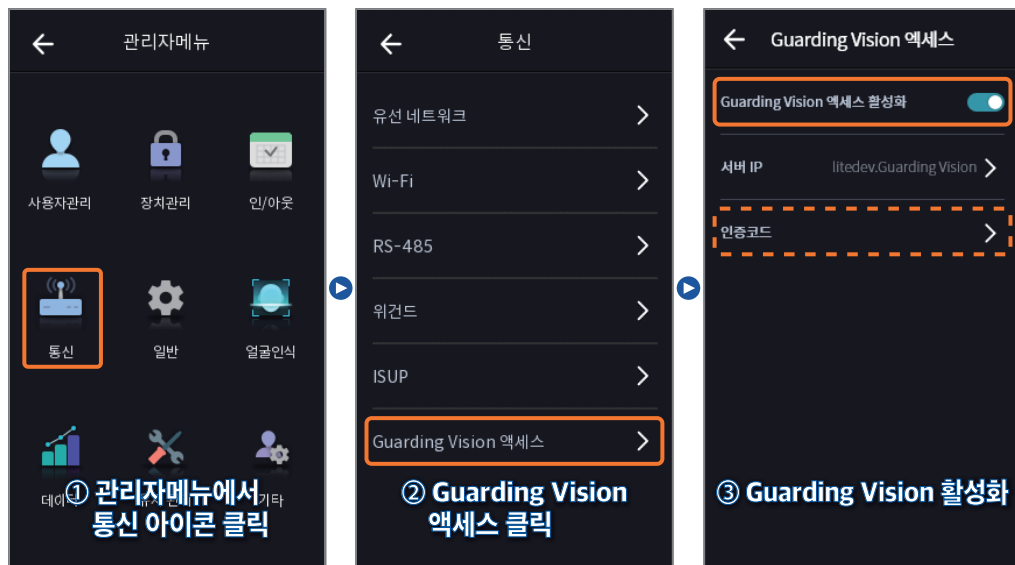 관리자메뉴
사용자관리
장치관리
인/아웃
통신
일반
얼굴인식
기타
① 관리자메뉴에서
통신 아이콘 클릭
통신
유선 네트워크
Wi-Fi
RS-485
위건드
ISUP
Guarding Vision 액세스
② Guarding Vision
액세스 클릭
Guarding Vision 엑세스
Guarding Vision 액세스 활성화
서버 IP litedev.Guarding Vision
인증코드
③ Guarding Vision 활성화